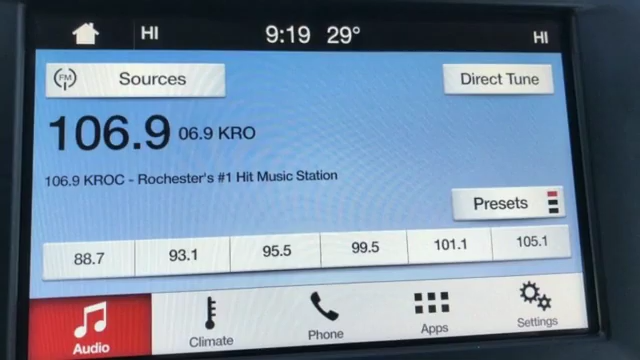 HI 9:19 29° HI
FM Sources Direct Tune
106.9 06.9 KRO
106.9 KROC - Rochester's #1 Hit Music Station
Presets
88.7 93.1 95.5 99.5 101.1 105.1
Audio Climate Phone Apps Settings